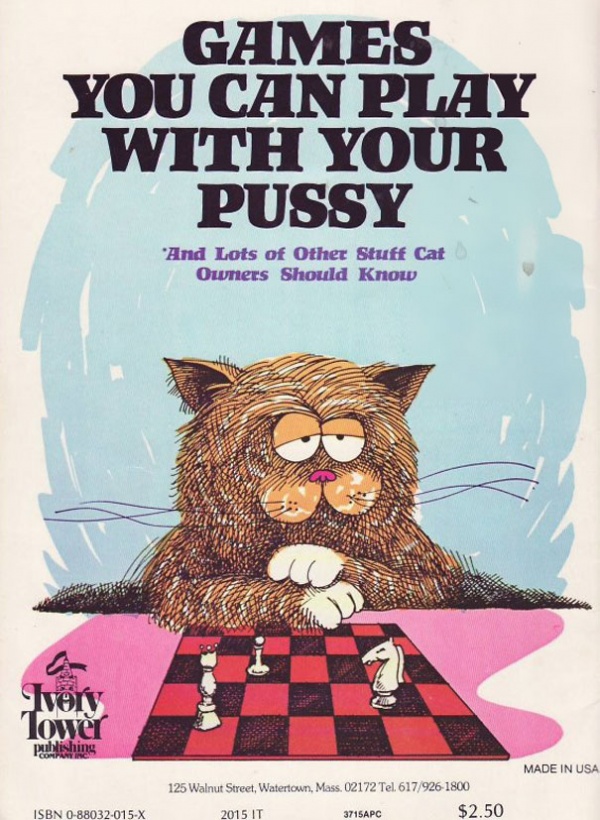 GAMES
YOU CAN PLAY
WITH YOUR
PUSSY
*And Lots of Other Stuff Cat
Owners Should Know
Ivory
Tower
publishing
COMPANY INC.
MADE IN USA
125 Walnut Street, Watertown, Mass. 02172 Tel. 617/926-1800
ISBN 0-88032-015-X 2015 IT 3715APC $2.50